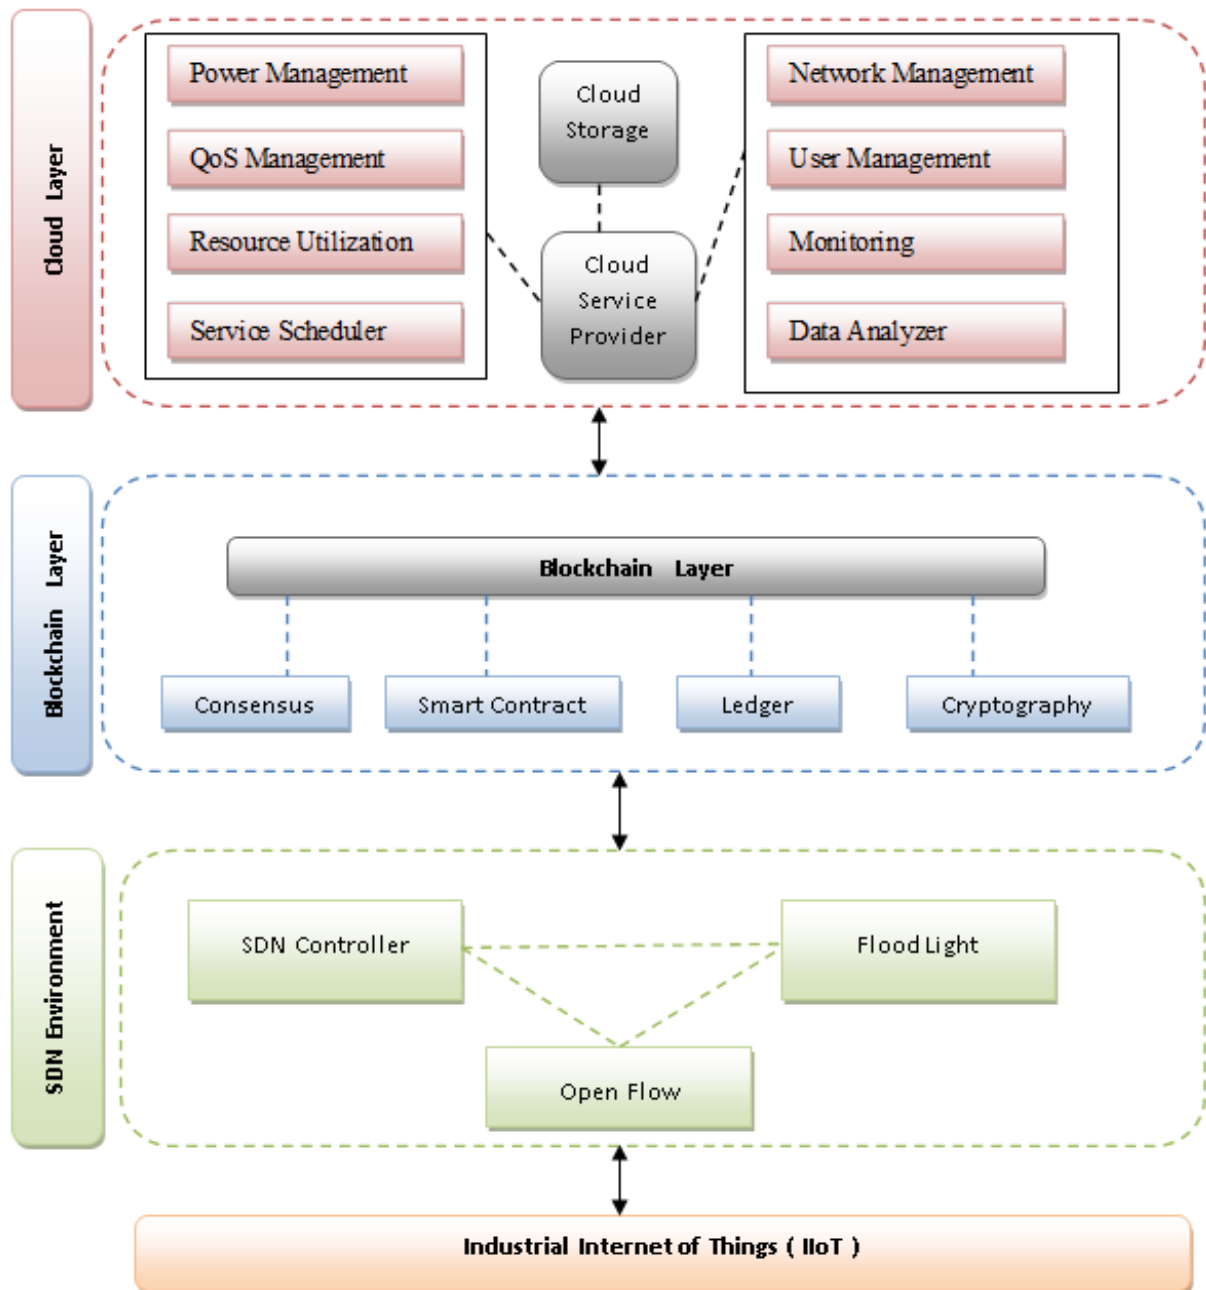 Cloud Layer
Power Management
QoS Management
Resource Utilization
Service Scheduler
Cloud
Storage
Cloud
Service
Provider
Network Management
User Management
Monitoring
Data Analyzer
Blockchain Layer
Blockchain Layer
Consensus
Smart Contract
Ledger
Cryptography
SDN Environment
SDN Controller
Flood Light
Open Flow
Industrial Internet of Things ( IIoT )